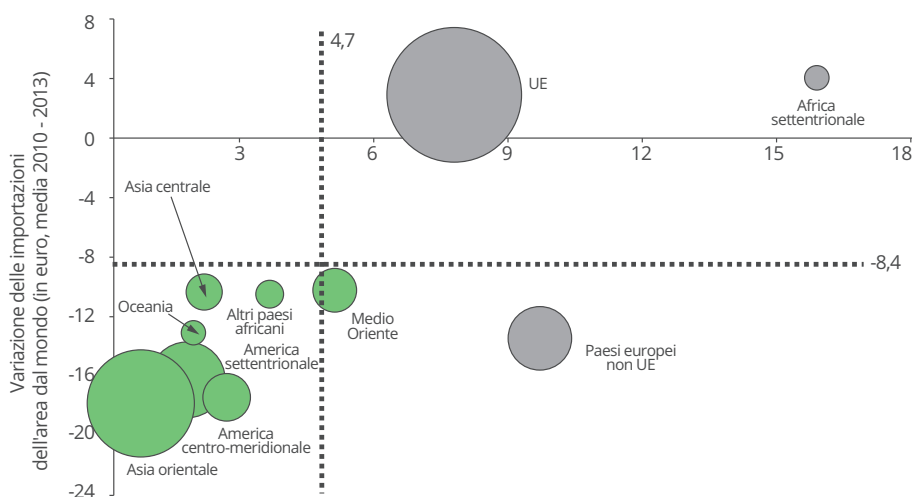 Variazione delle importazioni
dell'area dal mondo (in euro, media 2010 - 2013)
8
4
0
-4
-8
-12
-16
-20
-24
3
6
9
12
15
18
4,7
-8,4
UE
Africa
settentrionale
Asia centrale
Oceania
Altri paesi
africani
America
settentrionale
Medio
Oriente
Paesi europei
non UE
America
centro-meridionale
Asia orientale